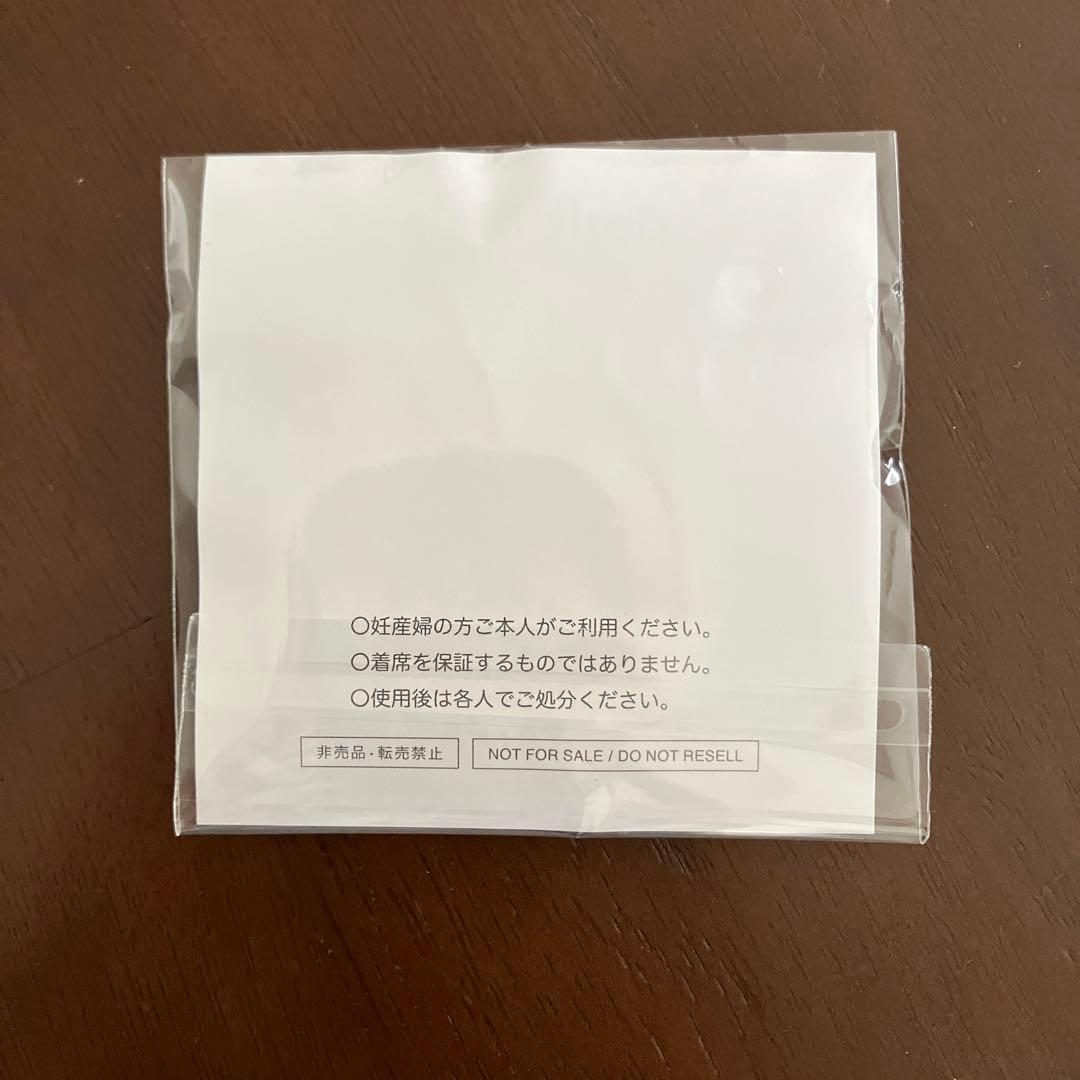 ○妊産婦の方ご本人がご利用ください。
○着席を保証するものではありません。
○使用後は各人でご処分ください。
非売品・転売禁止 NOT FOR SALE / DO NOT RESELL